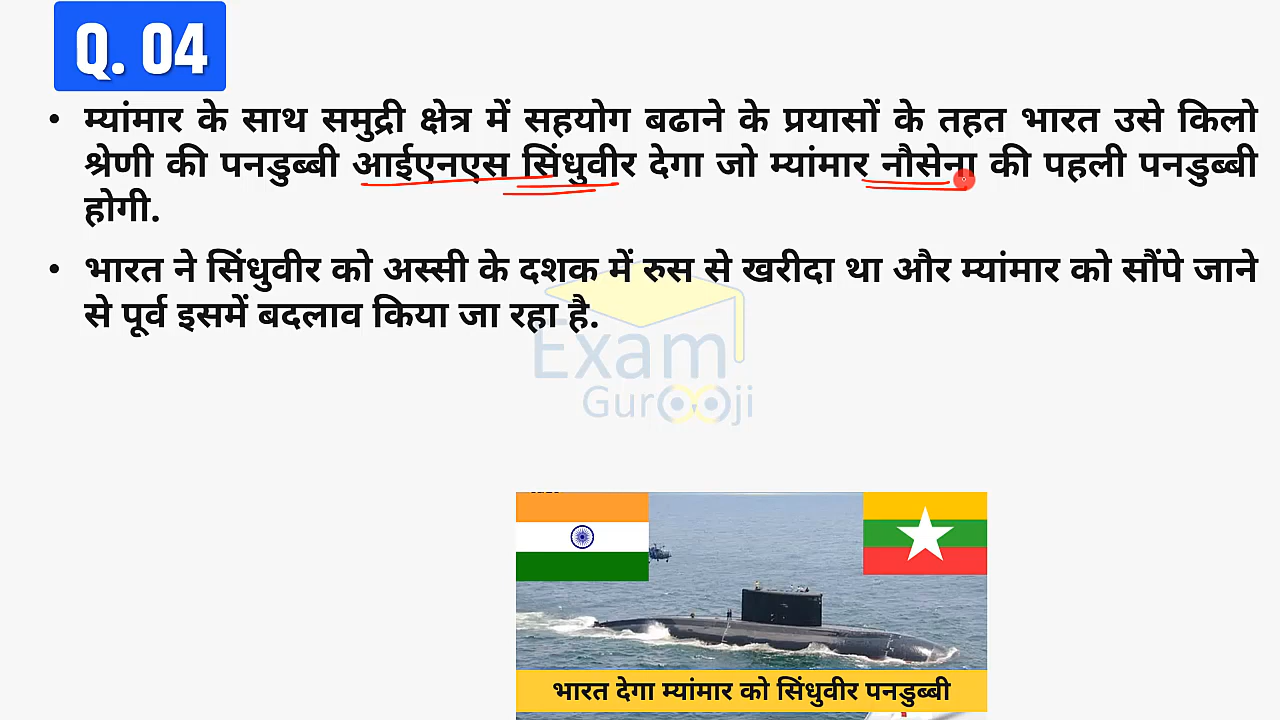 Q. 04
• म्यांमार के साथ समुद्री क्षेत्र में सहयोग बढाने के प्रयासों के तहत भारत उसे किलो
श्रेणी की पनडुब्बी आईएनएस सिंधुवीर देगा जो म्यांमार नौसेना की पहली पनडुब्बी
होगी.
• भारत ने सिंधुवीर को अस्सी के दशक में रुस से खरीदा था और म्यांमार को सौंपे जाने
से पूर्व इसमें बदलाव किया जा रहा है.
Exam
Gurooji
भारत देगा म्यांमार को सिंधुवीर पनडुब्बी